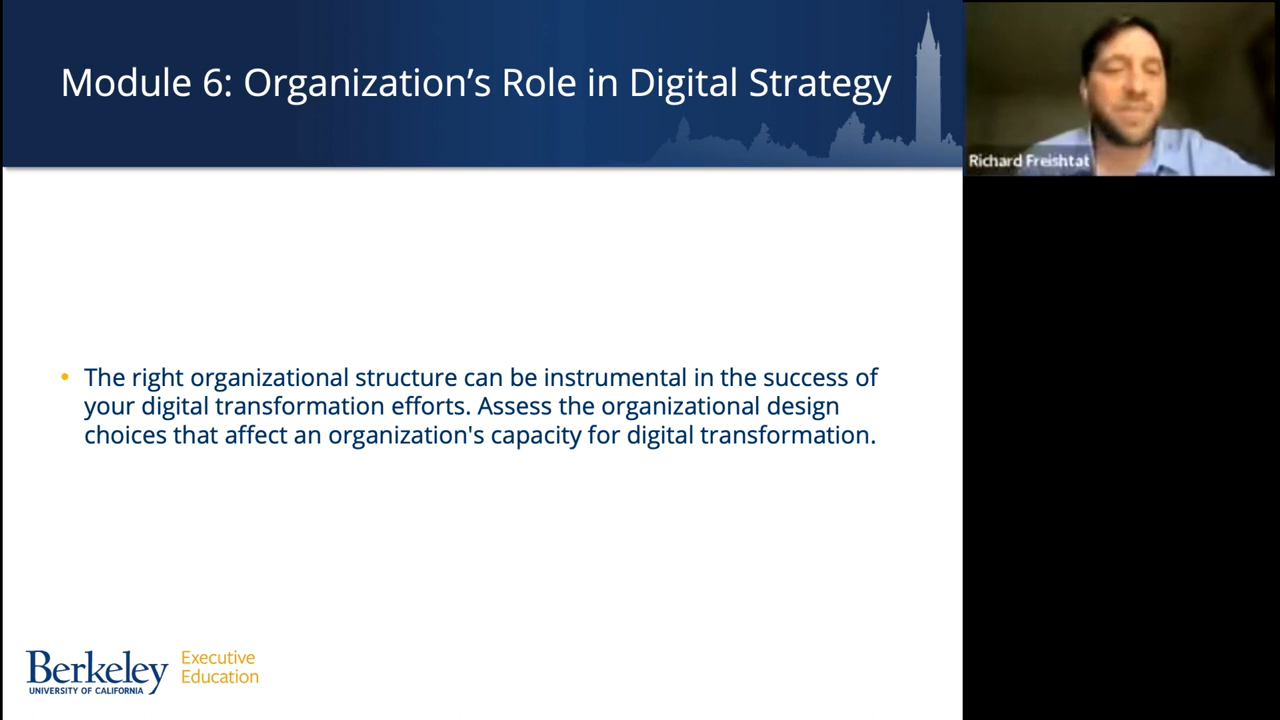 Module 6: Organization’s Role in Digital Strategy
Richard Freishtat
• The right organizational structure can be instrumental in the success of
your digital transformation efforts. Assess the organizational design
choices that affect an organization's capacity for digital transformation.
Berkeley
UNIVERSITY OF CALIFORNIA
Executive
Education